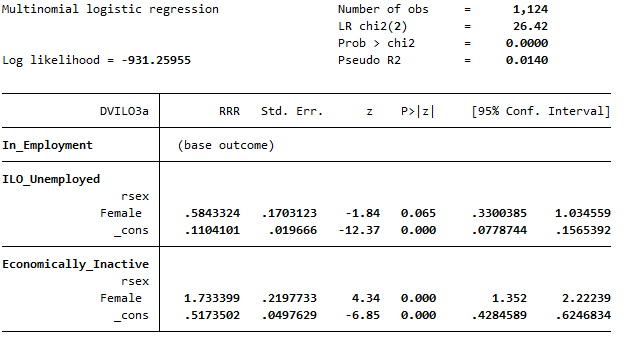 Multinomial logistic regression Number of obs = 1,124
LR chi2(2) = 26.42
Prob > chi2 = 0.0000
Log likelihood = -931.25955 Pseudo R2 = 0.0140
DVILO3a RRR Std. Err. z P>|z| [95% Conf. Interval]
In_Employment (base outcome)
ILO_Unemployed
rsex
Female .5843324 .1703123 -1.84 0.065 .3300385 1.034559
_cons .1104101 .019666 -12.37 0.000 .0778744 .1565392
Economically_Inactive
rsex
Female 1.733399 .2197733 4.34 0.000 1.352 2.22239
_cons .5173502 .0497629 -6.85 0.000 .4284589 .6246834